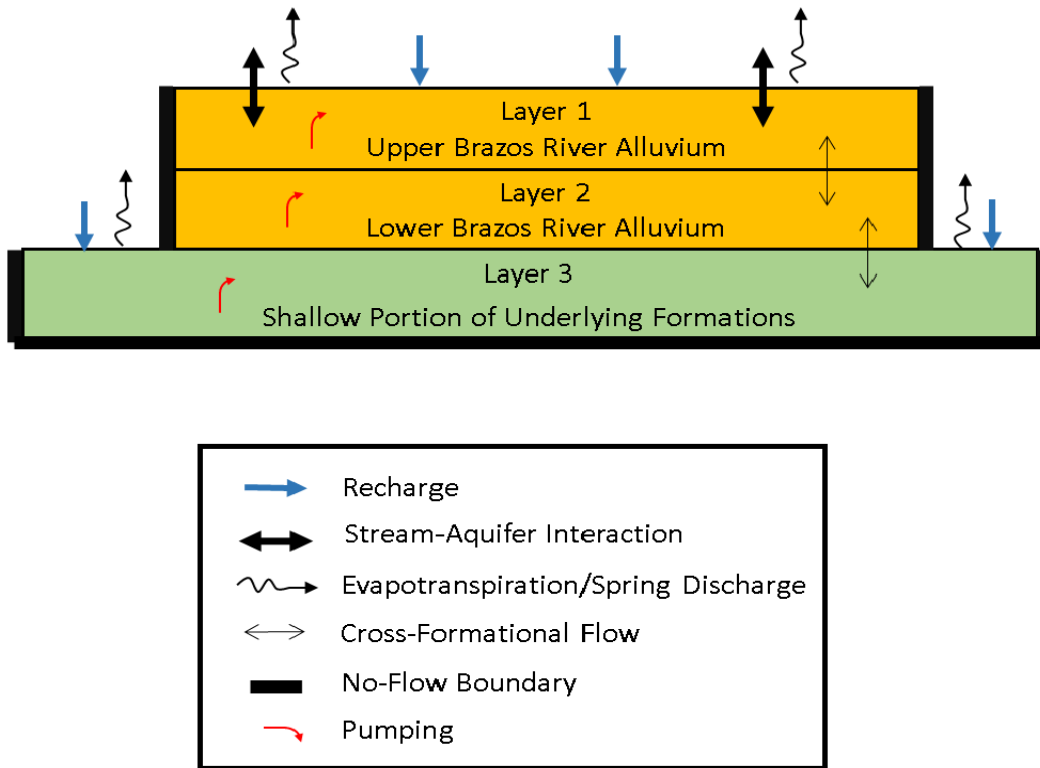 Layer 1
Upper Brazos River Alluvium
Layer 2
Lower Brazos River Alluvium
Layer 3
Shallow Portion of Underlying Formations
Recharge
Stream-Aquifer Interaction
Evapotranspiration/Spring Discharge
Cross-Formational Flow
No-Flow Boundary
Pumping